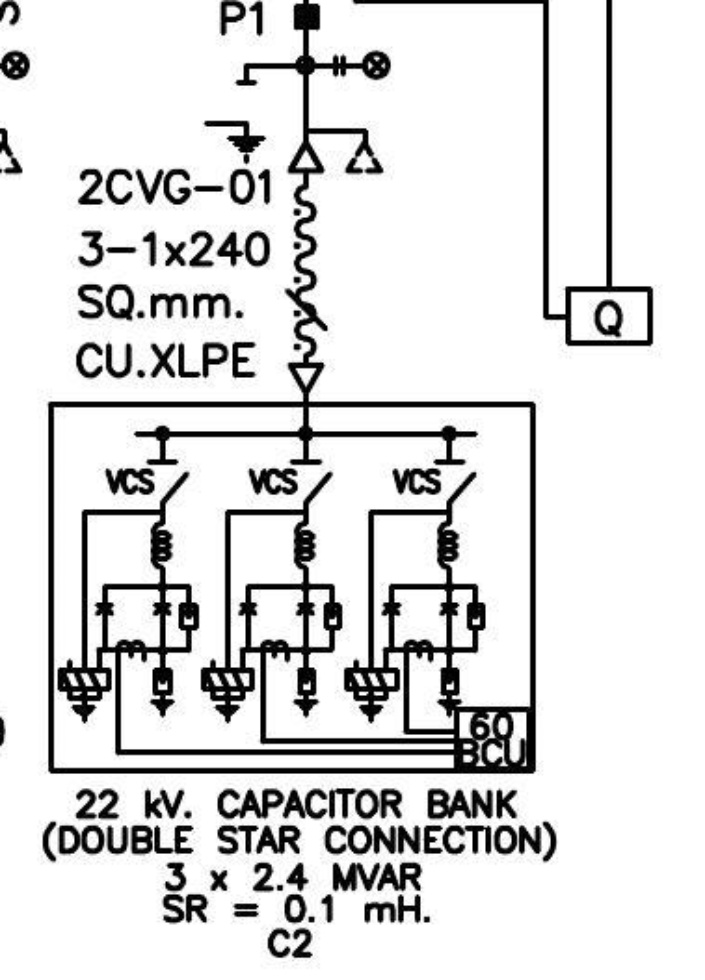 P1
2CVG-01
3-1x240
SQ.mm.
CU.XLPE
Q
VCS VCS VCS
60
BCU
22 kV. CAPACITOR BANK
(DOUBLE STAR CONNECTION)
3 x 2.4 MVAR
SR = 0.1 mH.
C2